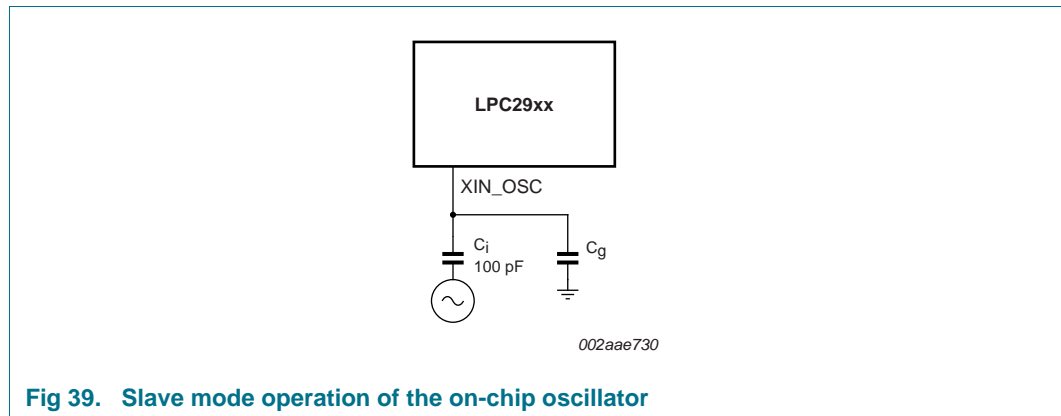 LPC29xx
XIN_OSC
Ci
100 pF
Cg
002aae730
Fig 39. Slave mode operation of the on-chip oscillator